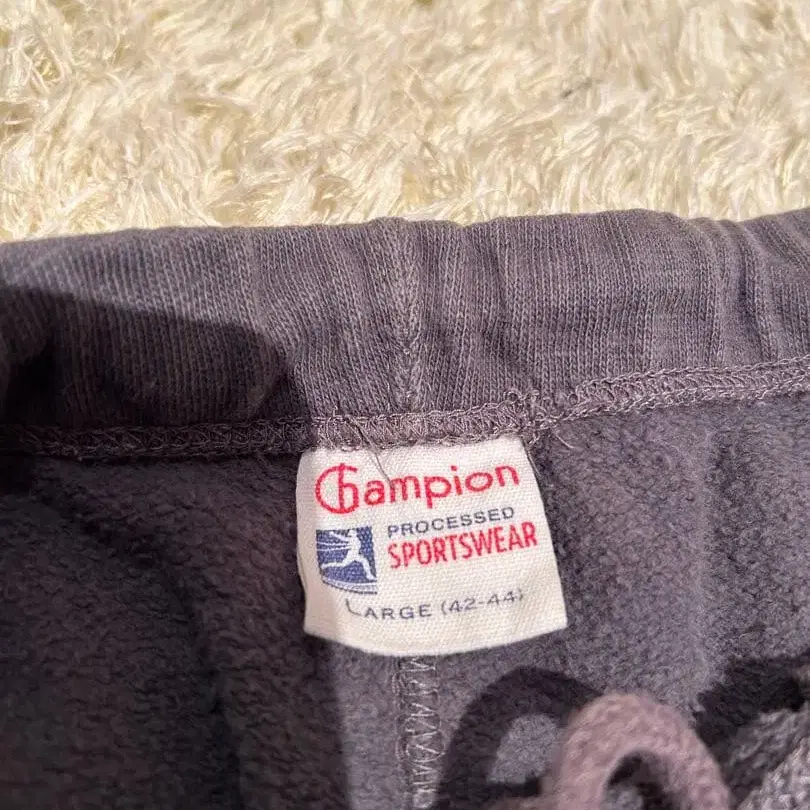 Champion
PROCESSED
SPORTSWEAR
LARGE (42-44)